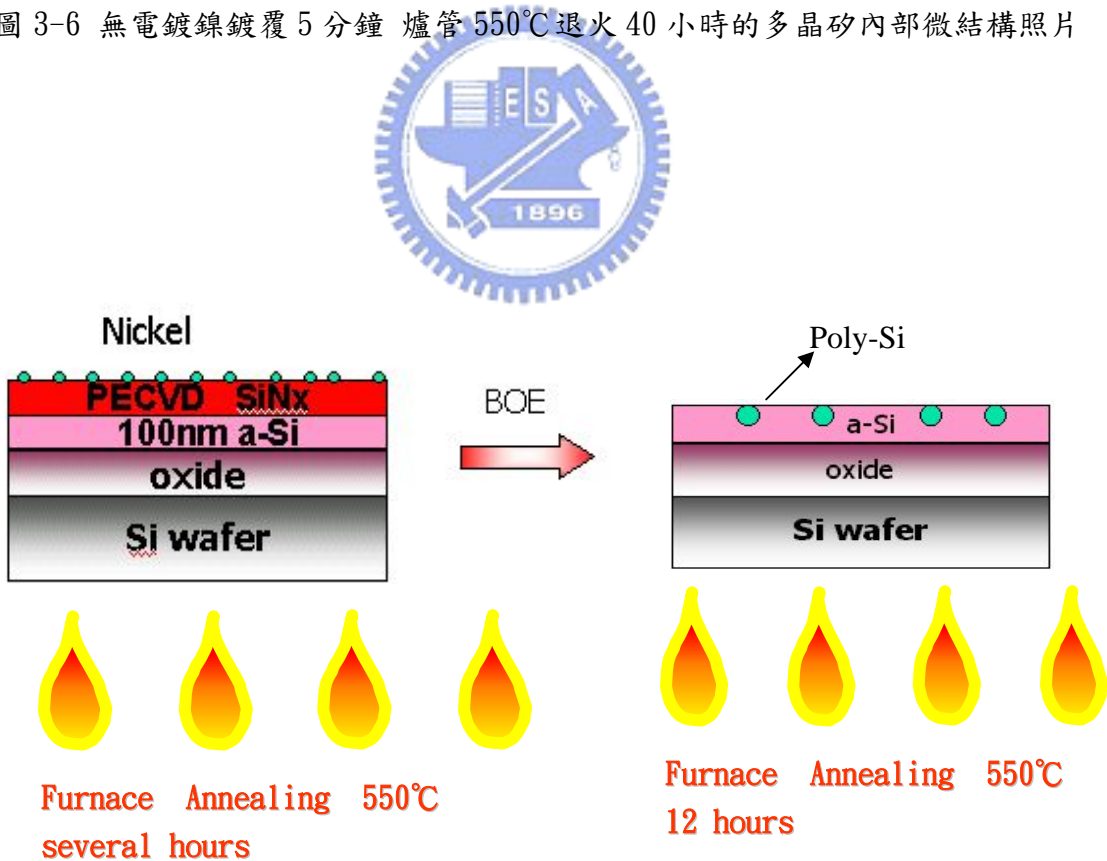 圖 3-6 無電鍍鎳鍍覆 5 分鐘 爐管 550℃退火 40 小時的多晶矽內部微結構照片
E S A
1896
Nickel
PECVD SiNx
100nm a-Si
oxide
Si wafer
Furnace Annealing 550℃
several hours
BOE
Poly-Si
a-Si
oxide
Si wafer
Furnace Annealing 550℃
12 hours